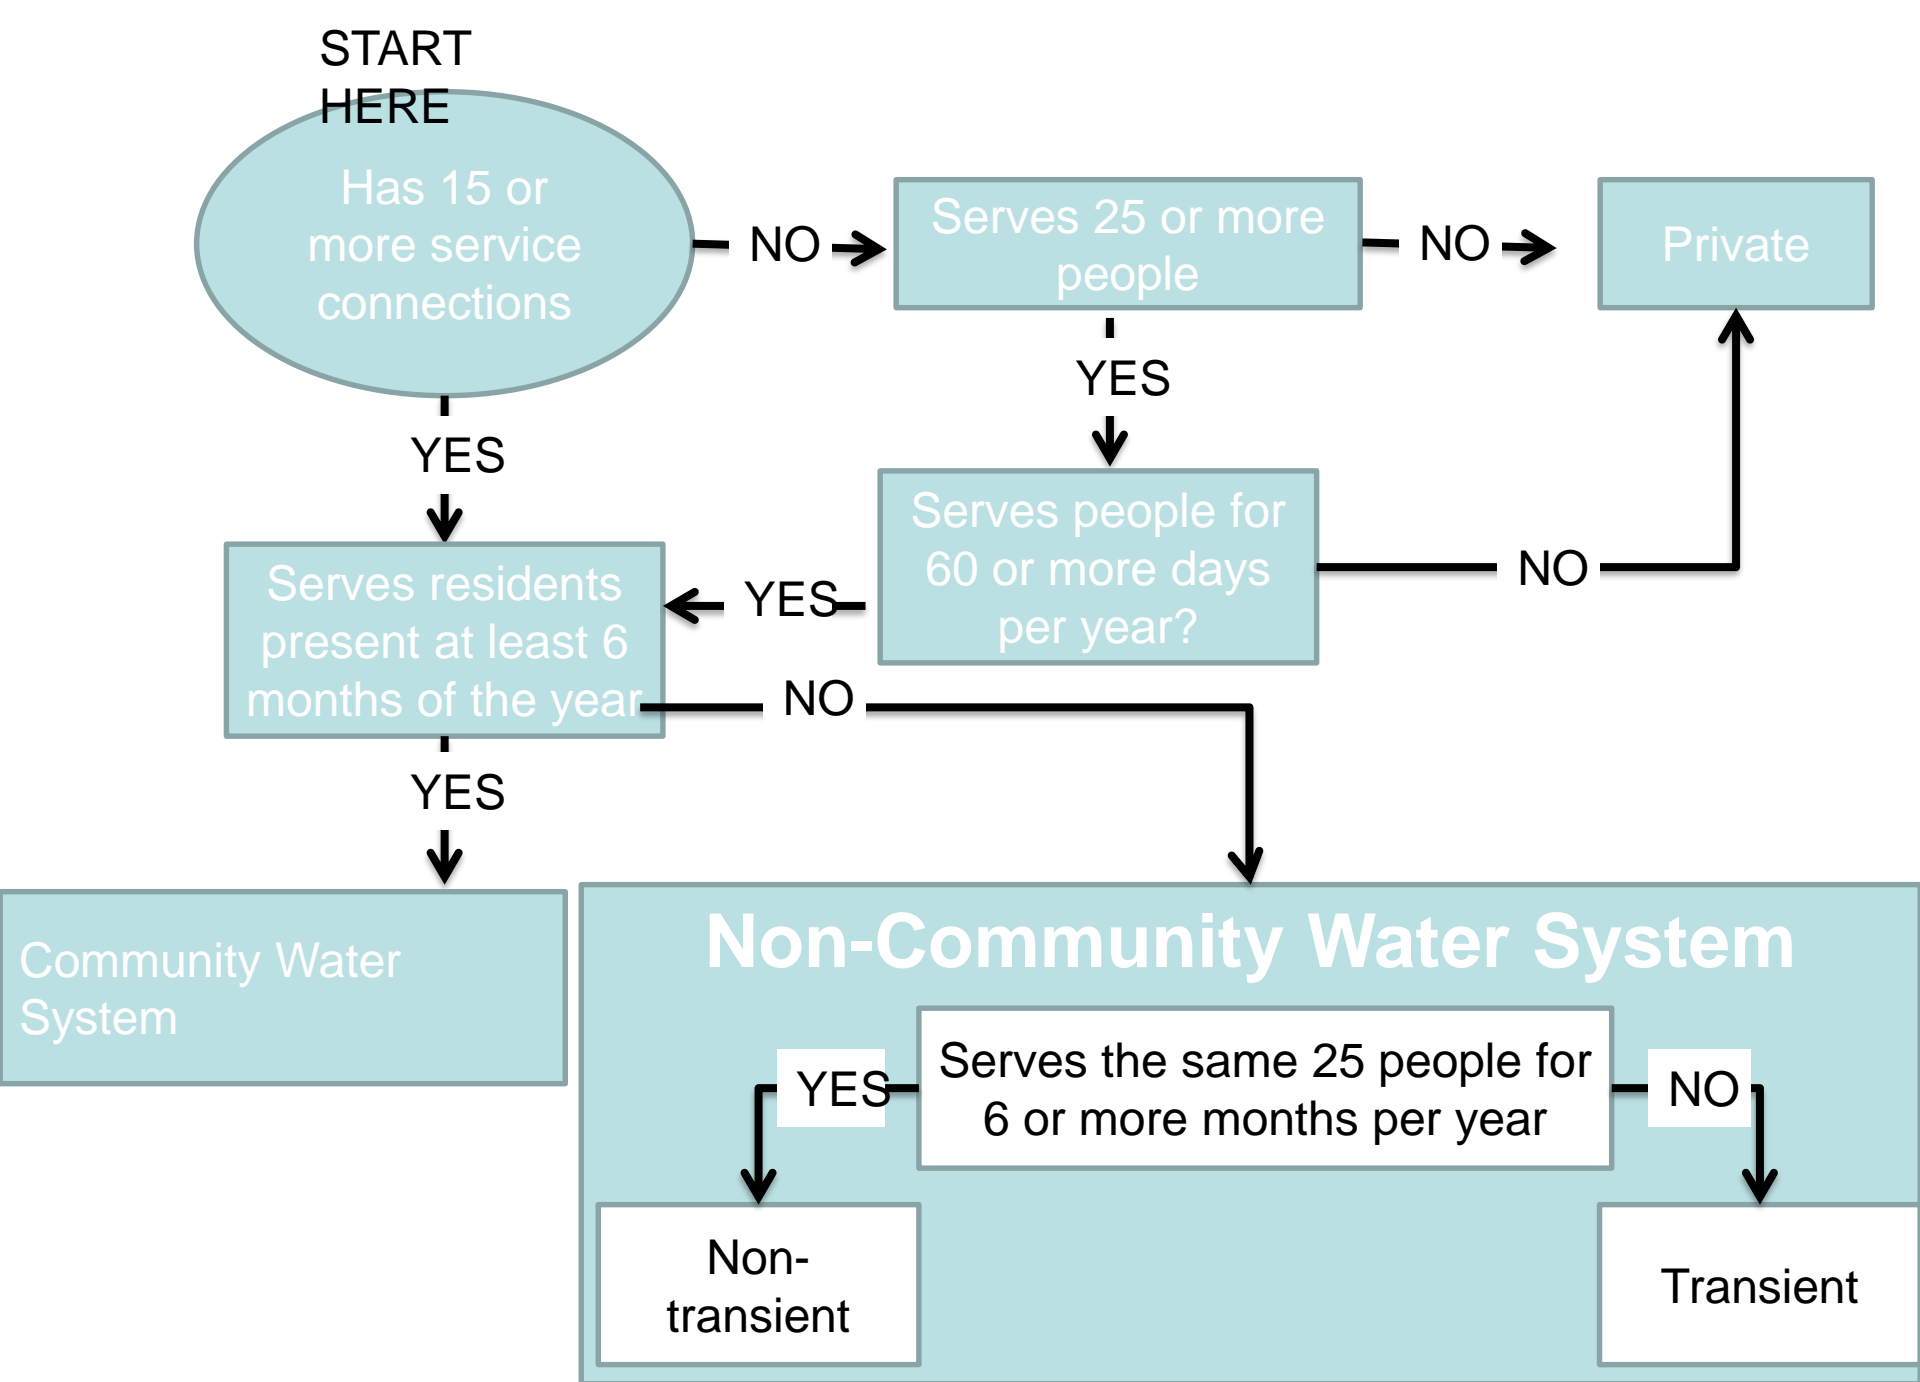 START
HERE
Has 15 or
more service
connections
NO
Serves 25 or more
people
NO
Private
YES
YES
Serves people for
60 or more days
per year?
NO
YES
Serves residents
present at least 6
months of the year
NO
YES
Community Water
System
Non-Community Water System
Serves the same 25 people for
6 or more months per year
YES
NO
Non-
transient
Transient